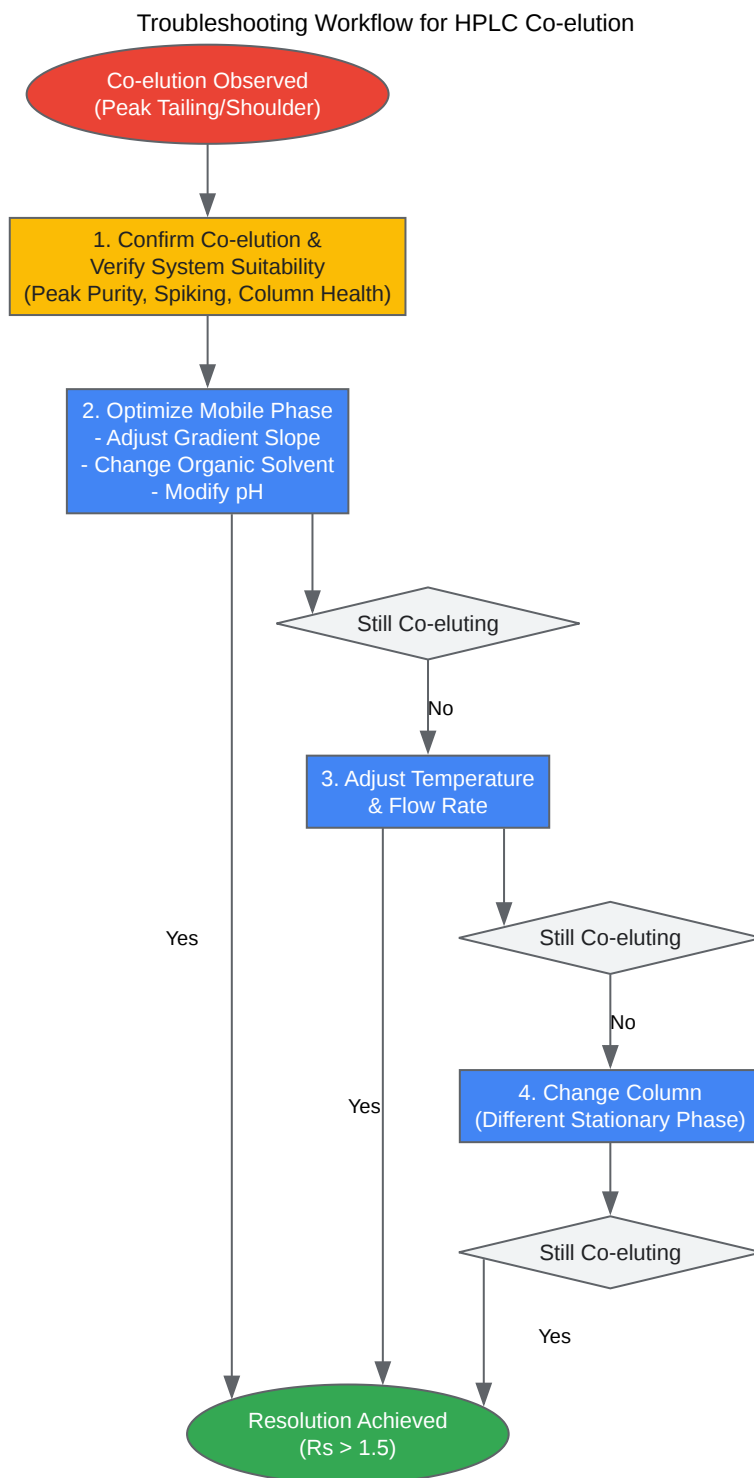 Troubleshooting Workflow for HPLC Co-elution
Co-elution Observed
(Peak Tailing/Shoulder)
1. Confirm Co-elution &
Verify System Suitability
(Peak Purity, Spiking, Column Health)
2. Optimize Mobile Phase
- Adjust Gradient Slope
- Change Organic Solvent
- Modify pH
Still Co-eluting
No
3. Adjust Temperature
& Flow Rate
Yes
Still Co-eluting
No
Yes
4. Change Column
(Different Stationary Phase)
Still Co-eluting
Yes
Resolution Achieved
(Rs > 1.5)